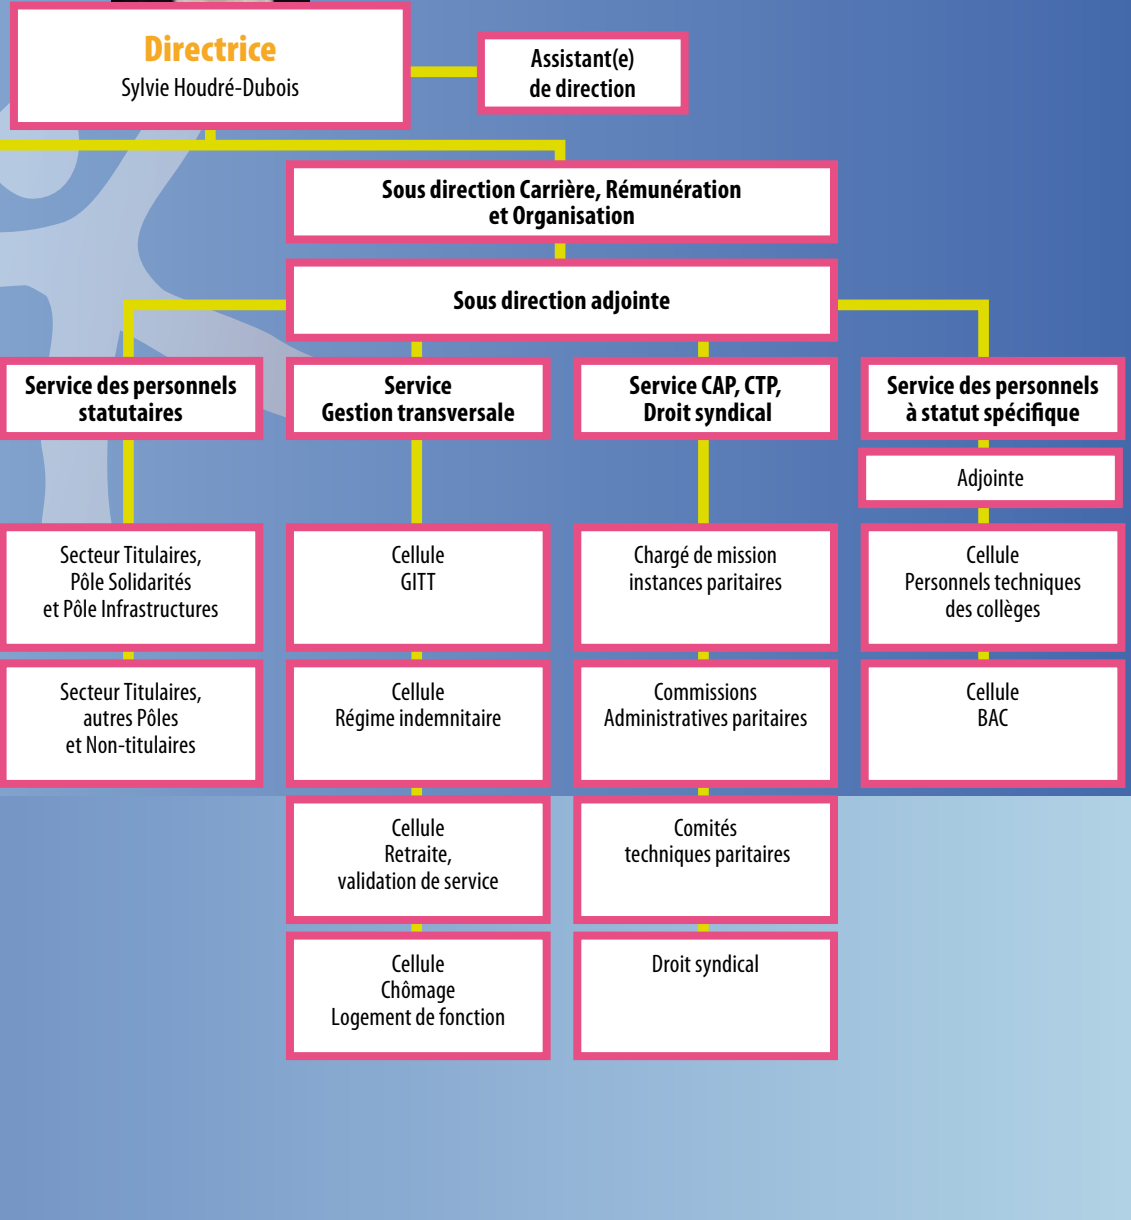 Directrice
Sylvie Houdré-Dubois
Assistant(e)
de direction
Sous direction Carrière, Rémunération
et Organisation
Sous direction adjointe
Service des personnels
statutaires
Service
Gestion transversale
Service CAP, CTP,
Droit syndical
Service des personnels
à statut spécifique
Adjointe
Secteur Titulaires,
Pôle Solidarités
et Pôle Infrastructures
Cellule
GITT
Chargé de mission
instances paritaires
Cellule
Personnels techniques
des collèges
Secteur Titulaires,
autres Pôles
et Non-titulaires
Cellule
Régime indemnitaire
Commissions
Administratives paritaires
Cellule
BAC
Cellule
Retraite,
validation de service
Comités
techniques paritaires
Cellule
Chômage
Logement de fonction
Droit syndical